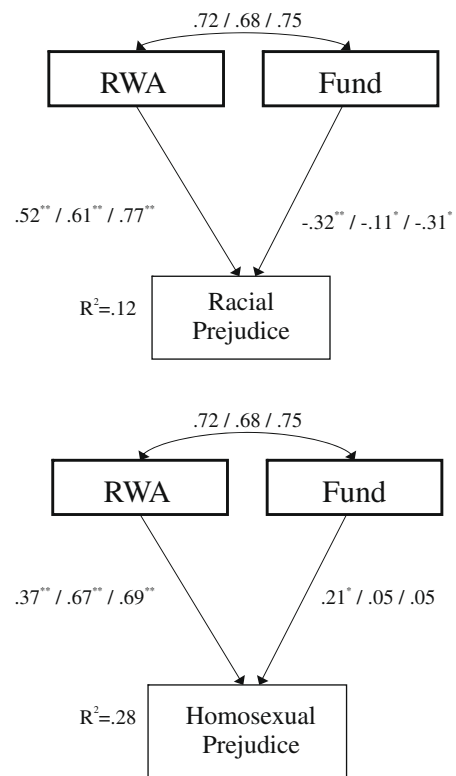 .72 / .68 / .75
RWA Fund
.52** / .61** / .77** -.32** / -.11* / -.31*
R²=.12
Racial
Prejudice
.72 / .68 / .75
RWA Fund
.37** / .67** / .69** .21* / .05 / .05
R²=.28
Homosexual
Prejudice